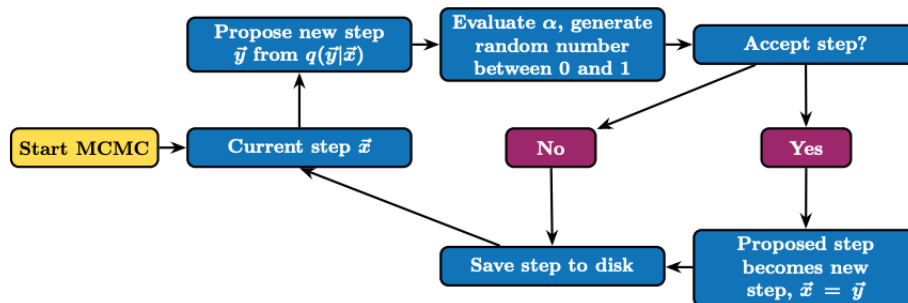 Propose new step
y⃗ from q(y⃗|x⃗)
Evaluate α, generate
random number
between 0 and 1
Accept step?
Start MCMC
Current step x⃗
No
Yes
Save step to disk
Proposed step
becomes new
step, x⃗ = y⃗